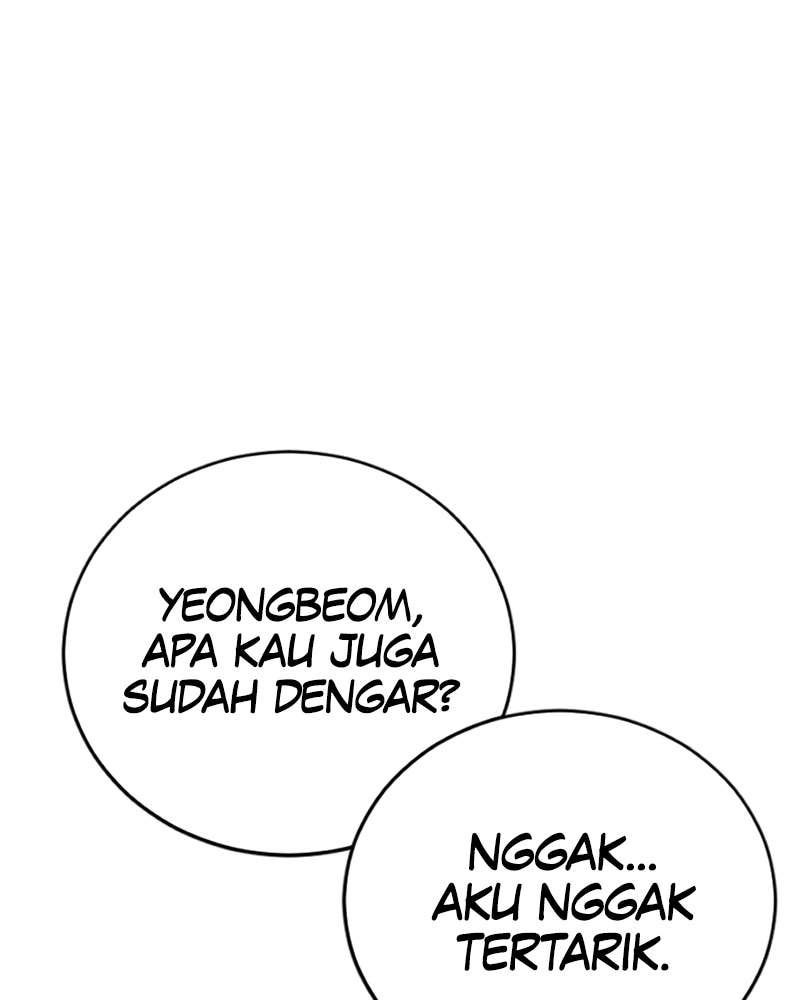 YEONGBEOM,
APA KAU JUGA
SUDAH DENGAR?
NGGAK...
AKU NGGAK
TERTARIK.